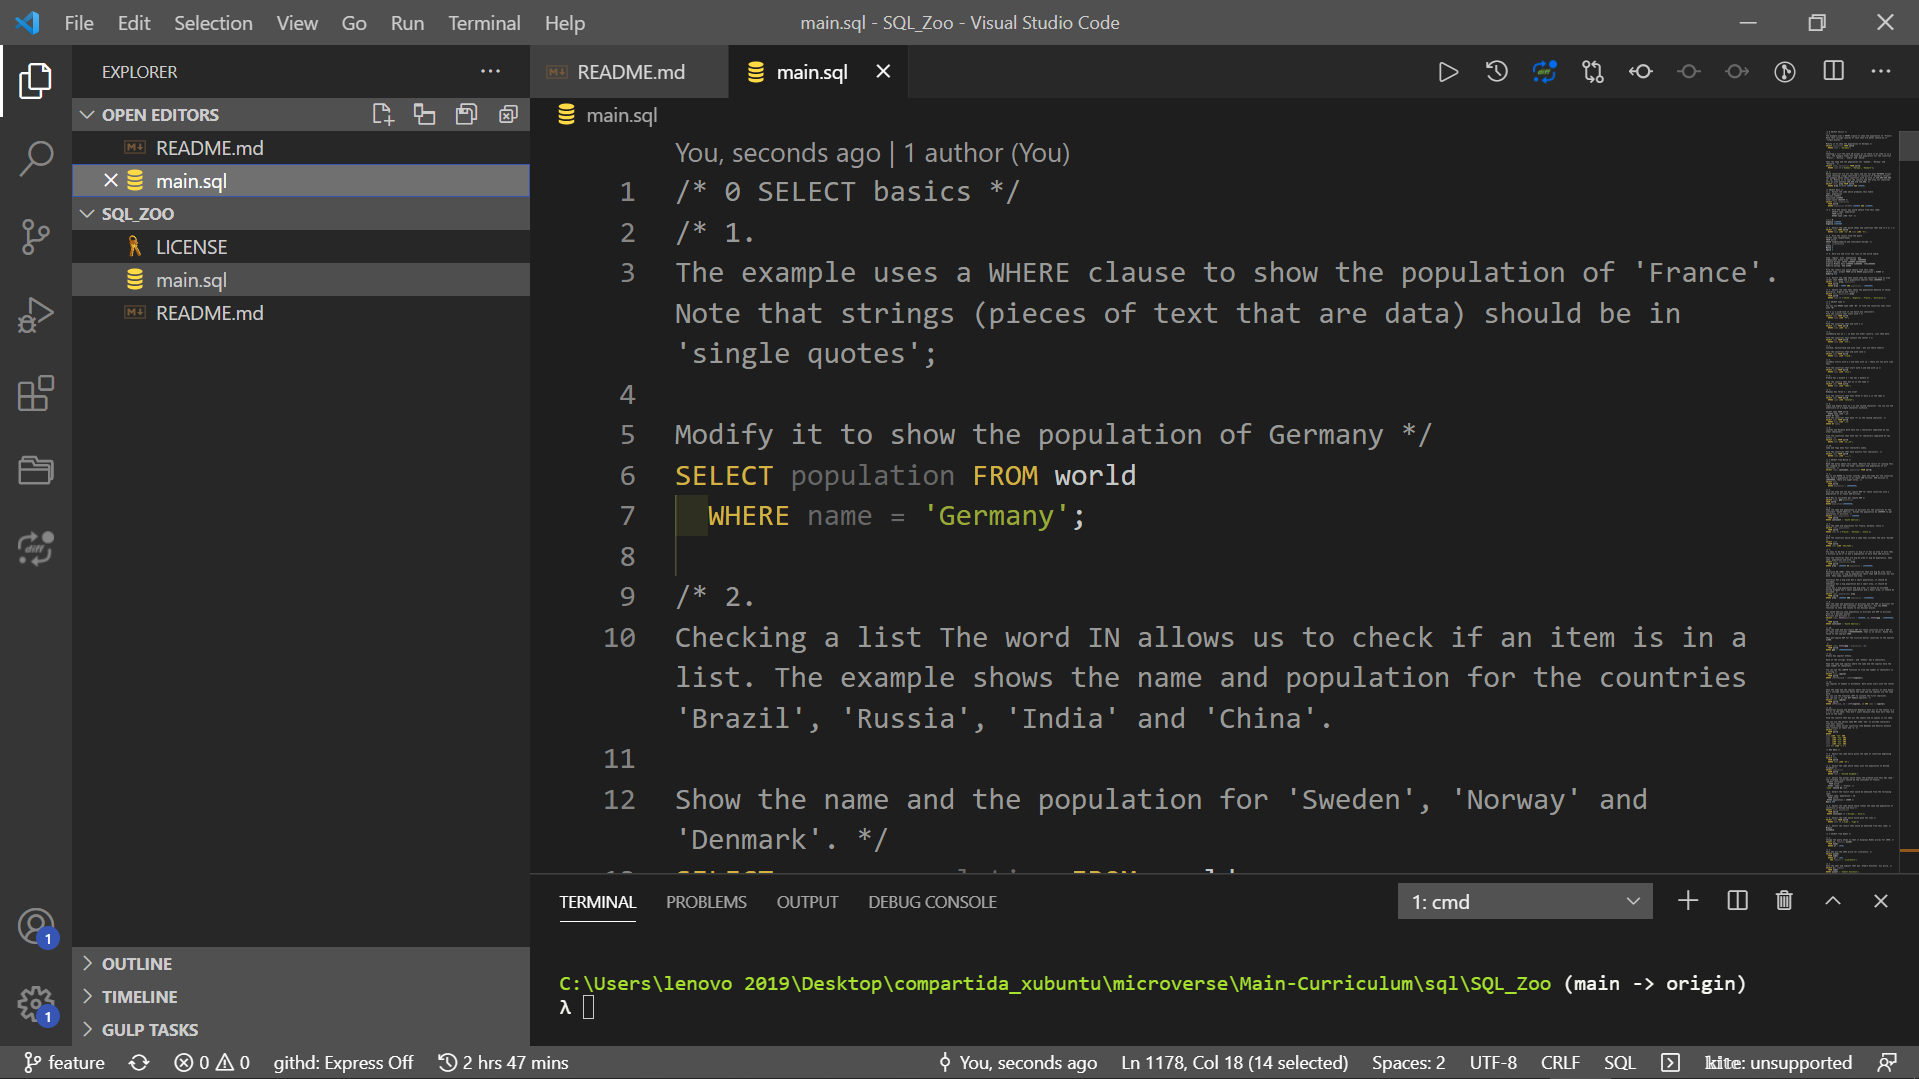 File Edit Selection View Go Run Terminal Help
main.sql - SQL_Zoo - Visual Studio Code
EXPLORER
OPEN EDITORS
README.md
main.sql
SQL_ZOO
LICENSE
main.sql
README.md
OUTLINE
TIMELINE
GULP TASKS
1
1
README.md
main.sql
main.sql
You, seconds ago | 1 author (You)
1 /* 0 SELECT basics */
2 /* 1.
3 The example uses a WHERE clause to show the population of 'France'.
Note that strings (pieces of text that are data) should be in
'single quotes';
4
5 Modify it to show the population of Germany */
6 SELECT population FROM world
7 WHERE name = 'Germany';
8
9 /* 2.
10 Checking a list The word IN allows us to check if an item is in a
list. The example shows the name and population for the countries
'Brazil', 'Russia', 'India' and 'China'.
11
12 Show the name and the population for 'Sweden', 'Norway' and
'Denmark'. */
TERMINAL PROBLEMS OUTPUT DEBUG CONSOLE
1: cmd
C:\Users\lenovo 2019\Desktop\compartida_xubuntu\microverse\Main-Curriculum\sql\SQL_Zoo (main -> origin)
λ
feature 0 0 githd: Express Off 2 hrs 47 mins You, seconds ago Ln 1178, Col 18 (14 selected) Spaces: 2 UTF-8 CRLF SQL kite: unsupported